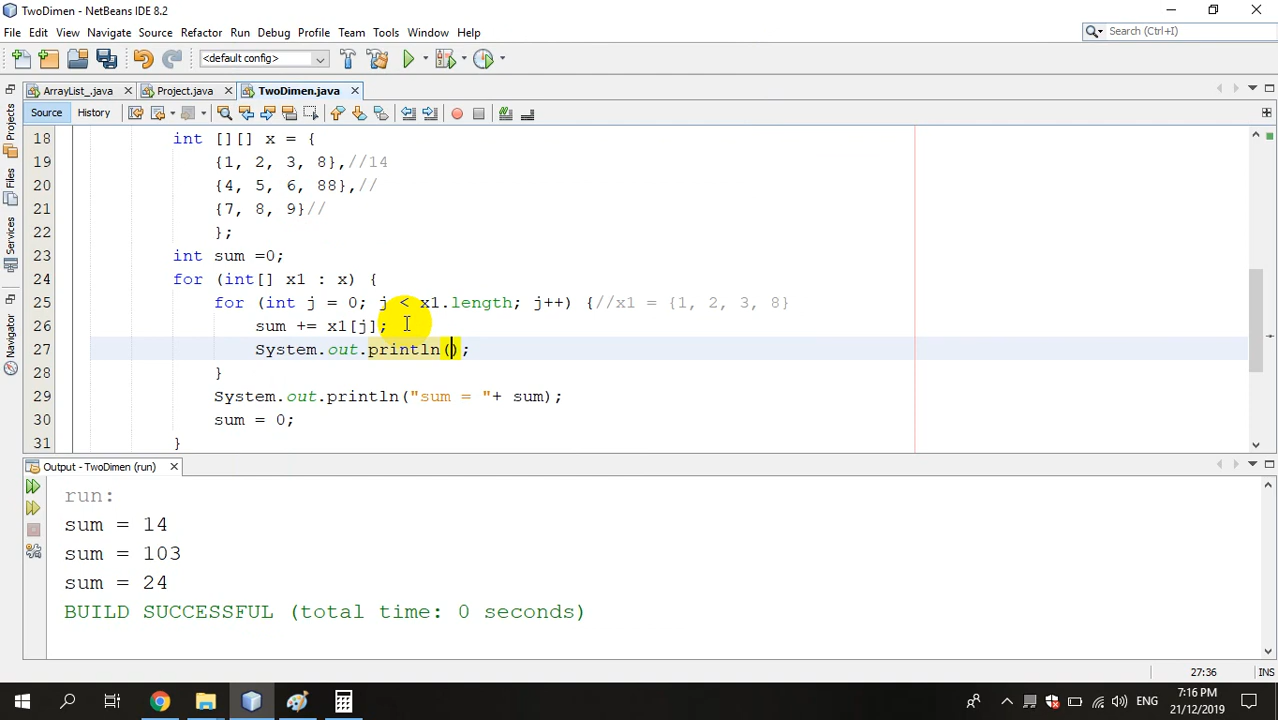 TwoDimen - NetBeans IDE 8.2
File Edit View Navigate Source Refactor Run Debug Profile Team Tools Window Help
Search (Ctrl+I)
<default config>
ArrayList_.java
Project.java
TwoDimen.java
Source
History
Projects
Files
Services
Navigator
18 int [][] x = {
19 {1, 2, 3, 8},//14
20 {4, 5, 6, 88},//
21 {7, 8, 9}//
22 };
23 int sum =0;
24 for (int[] x1 : x) {
25 for (int j = 0; j < x1.length; j++) {//x1 = {1, 2, 3, 8}
26 sum += x1[j];
27 System.out.println();
28 }
29 System.out.println("sum = "+ sum);
30 sum = 0;
31 }
Output - TwoDimen (run)
run:
sum = 14
sum = 103
sum = 24
BUILD SUCCESSFUL (total time: 0 seconds)
27:36
INS
ENG
7:16 PM
21/12/2019